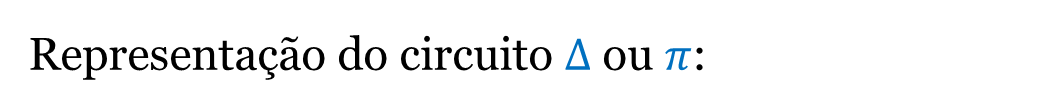 Representação do circuito Δ ou π: